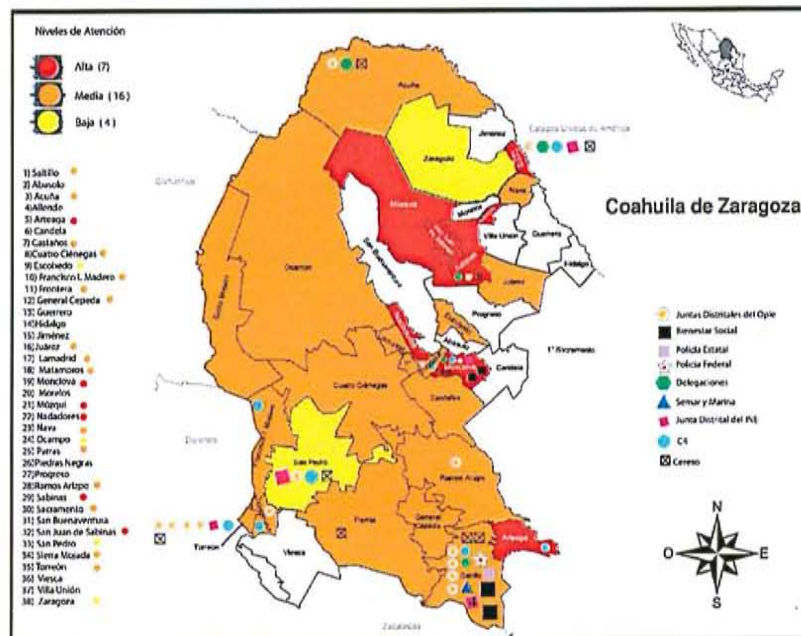 Niveles de Atención
Alta (7)
Media (16)
Baja (4)
1) Saltillo
2) Abasolo
3) Acuña
4) Allende
5) Arteaga
6) Candela
7) Castaños
8) Cuatro Ciénegas
9) Escobedo
10) Francisco I. Madero
11) Frontera
12) General Cepeda
13) Guerrero
14) Hidalgo
15) Jiménez
16) Juárez
17) Lamadrid
18) Matamoros
19) Monclova
20) Morelos
21) Múzquiz
22) Nadadores
23) Nava
24) Ocampo
25) Parras
26) Piedras Negras
27) Progreso
28) Ramos Arizpe
29) Sabinas
30) Sacramento
31) San Buenaventura
32) San Juan de Sabinas
33) San Pedro
34) Sierra Mojada
35) Torreón
36) Viesca
37) Villa Unión
38) Zaragoza
Coahuila de Zaragoza
Juntas Distritales del Ople
Bienestar Social
Policía Estatal
Policía Federal
Delegaciones
Semar y Marina
Junta Distrital del INE
C4
Cereso
N
O
E
S
Acuña
Jiménez
Estados Unidos de América
Zaragoza
Nava
Morelos
Villa Unión
Guerrero
Hidalgo
San Buenaventura
Ocampo
Juárez
Progreso
Candela
1° Sacramento
Cuatro Ciénegas
Castaños
San Pedro
Ramos Arizpe
General Cepeda
Parras
Arteaga
Saltillo
Torreón
Viesca
Durango
Zacatecas